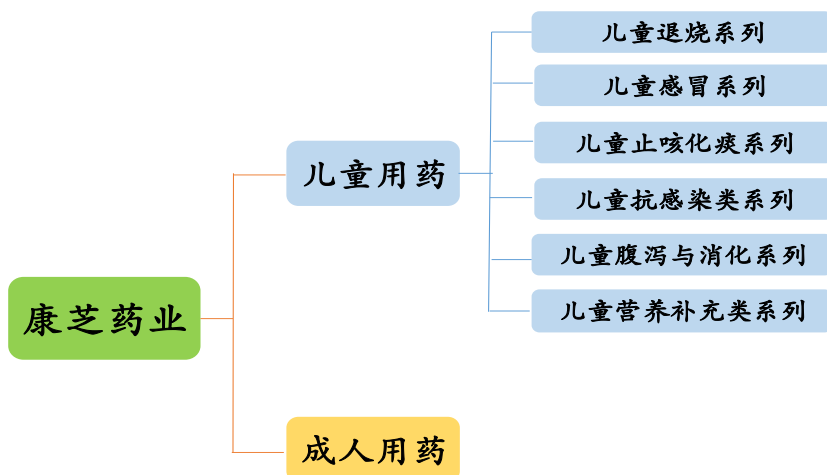 儿童退烧系列
儿童感冒系列
儿童止咳化痰系列
儿童用药
儿童抗感染类系列
儿童腹泻与消化系列
康芝药业
儿童营养补充类系列
成人用药